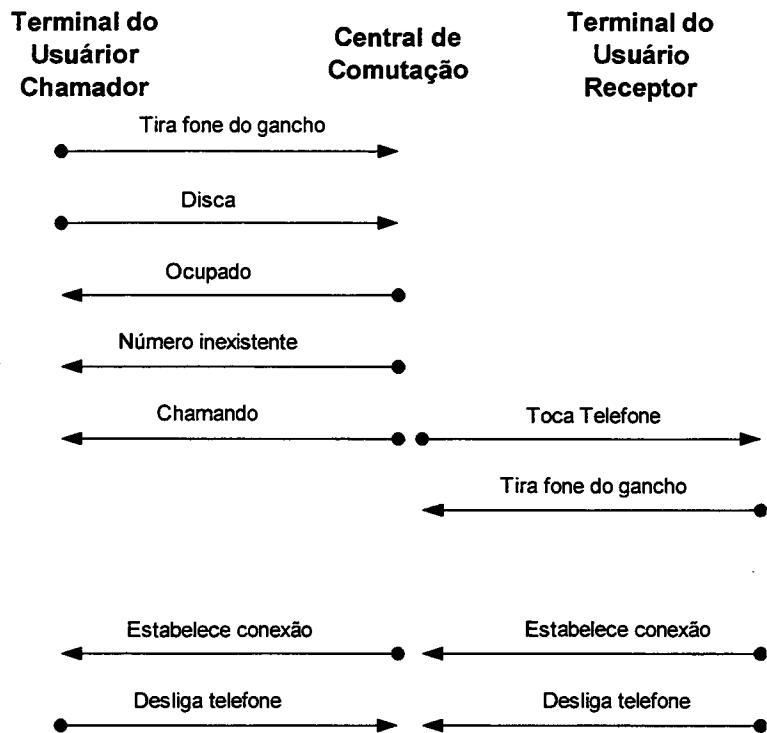 Terminal do
Usuárior
Chamador
Central de
Comutação
Terminal do
Usuário
Receptor
Tira fone do gancho
Disca
Ocupado
Número inexistente
Chamando
Toca Telefone
Tira fone do gancho
Estabelece conexão
Estabelece conexão
Desliga telefone
Desliga telefone